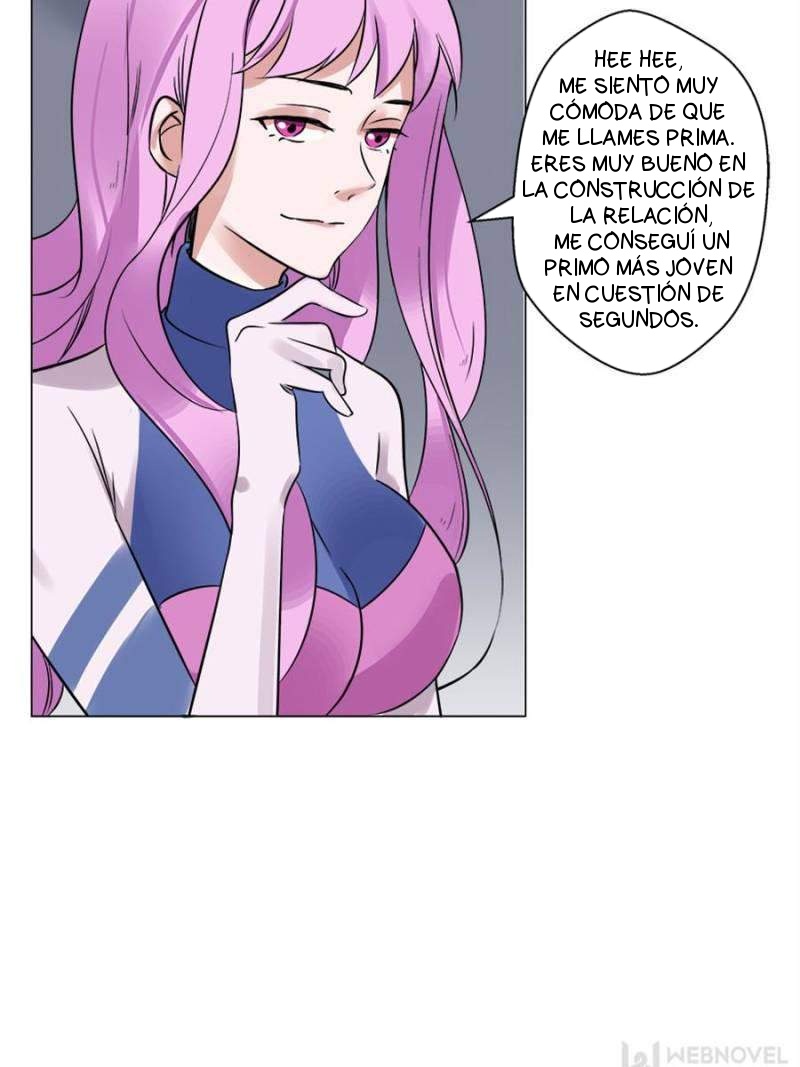 HEE HEE,
ME SIENTO MUY
CÓMODA DE QUE
ME LLAMES PRIMA.
ERES MUY BUENO EN
LA CONSTRUCCIÓN DE
LA RELACIÓN,
ME CONSEGUÍ UN
PRIMO MÁS JOVEN
EN CUESTIÓN DE
SEGUNDOS.
WEBNOVEL